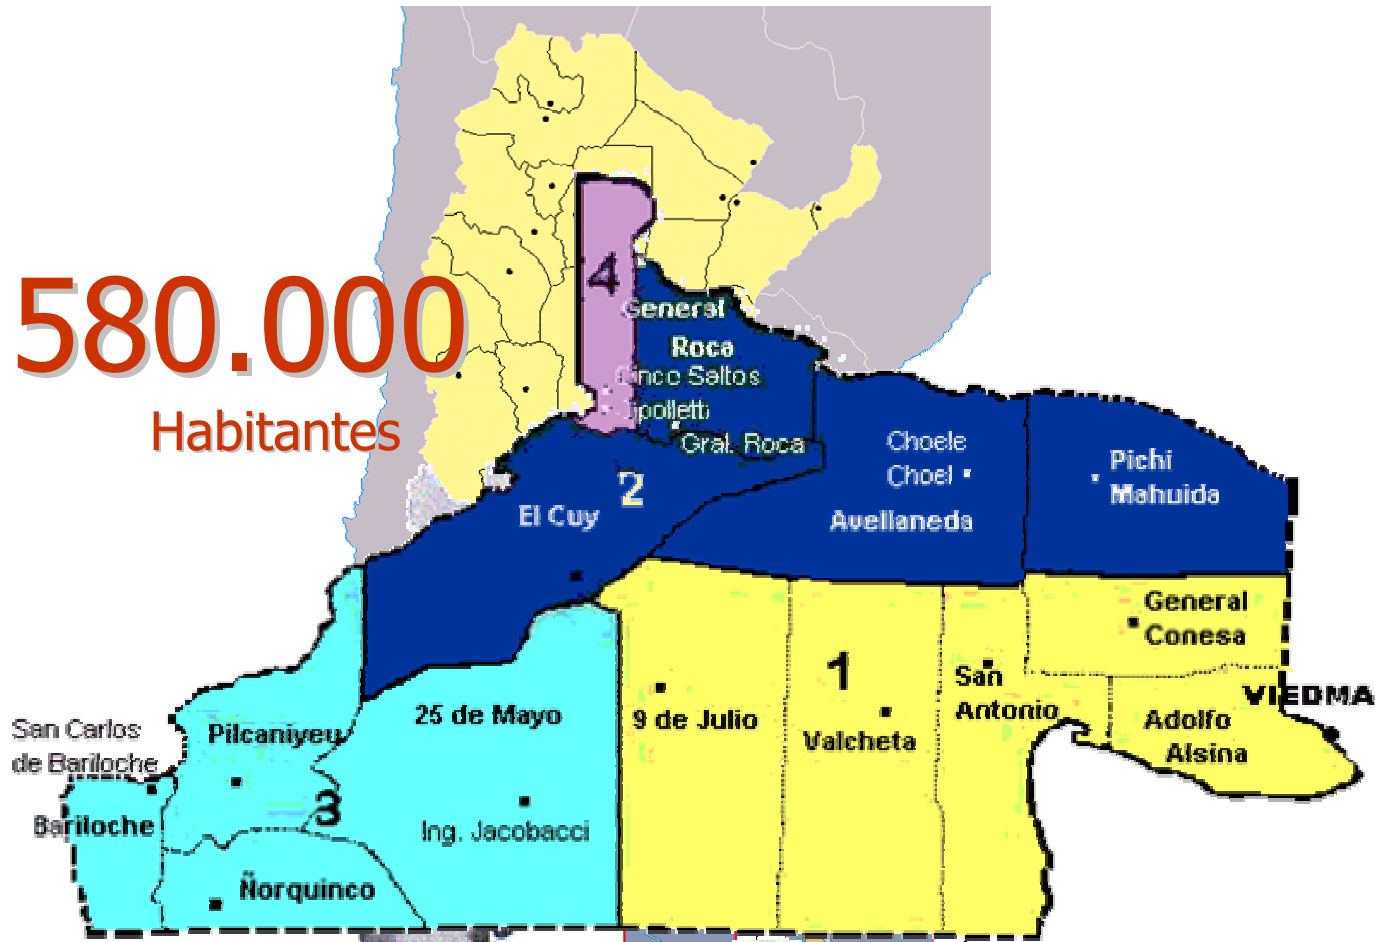 4
580.000
Habitantes
General
Roca
Cinco Saltos
Cipolletti
Gral. Roca
2
El Cuy
Choele
Choel
Avellaneda
Pichi
Mahuida
General
Conesa
1
San
Antonio
VIEDMA
Adolfo
Alsina
9 de Julio
Valcheta
25 de Mayo
Ing. Jacobacci
Pilcaniyeu
San Carlos
de Bariloche
3
Bariloche
Ñorquinco